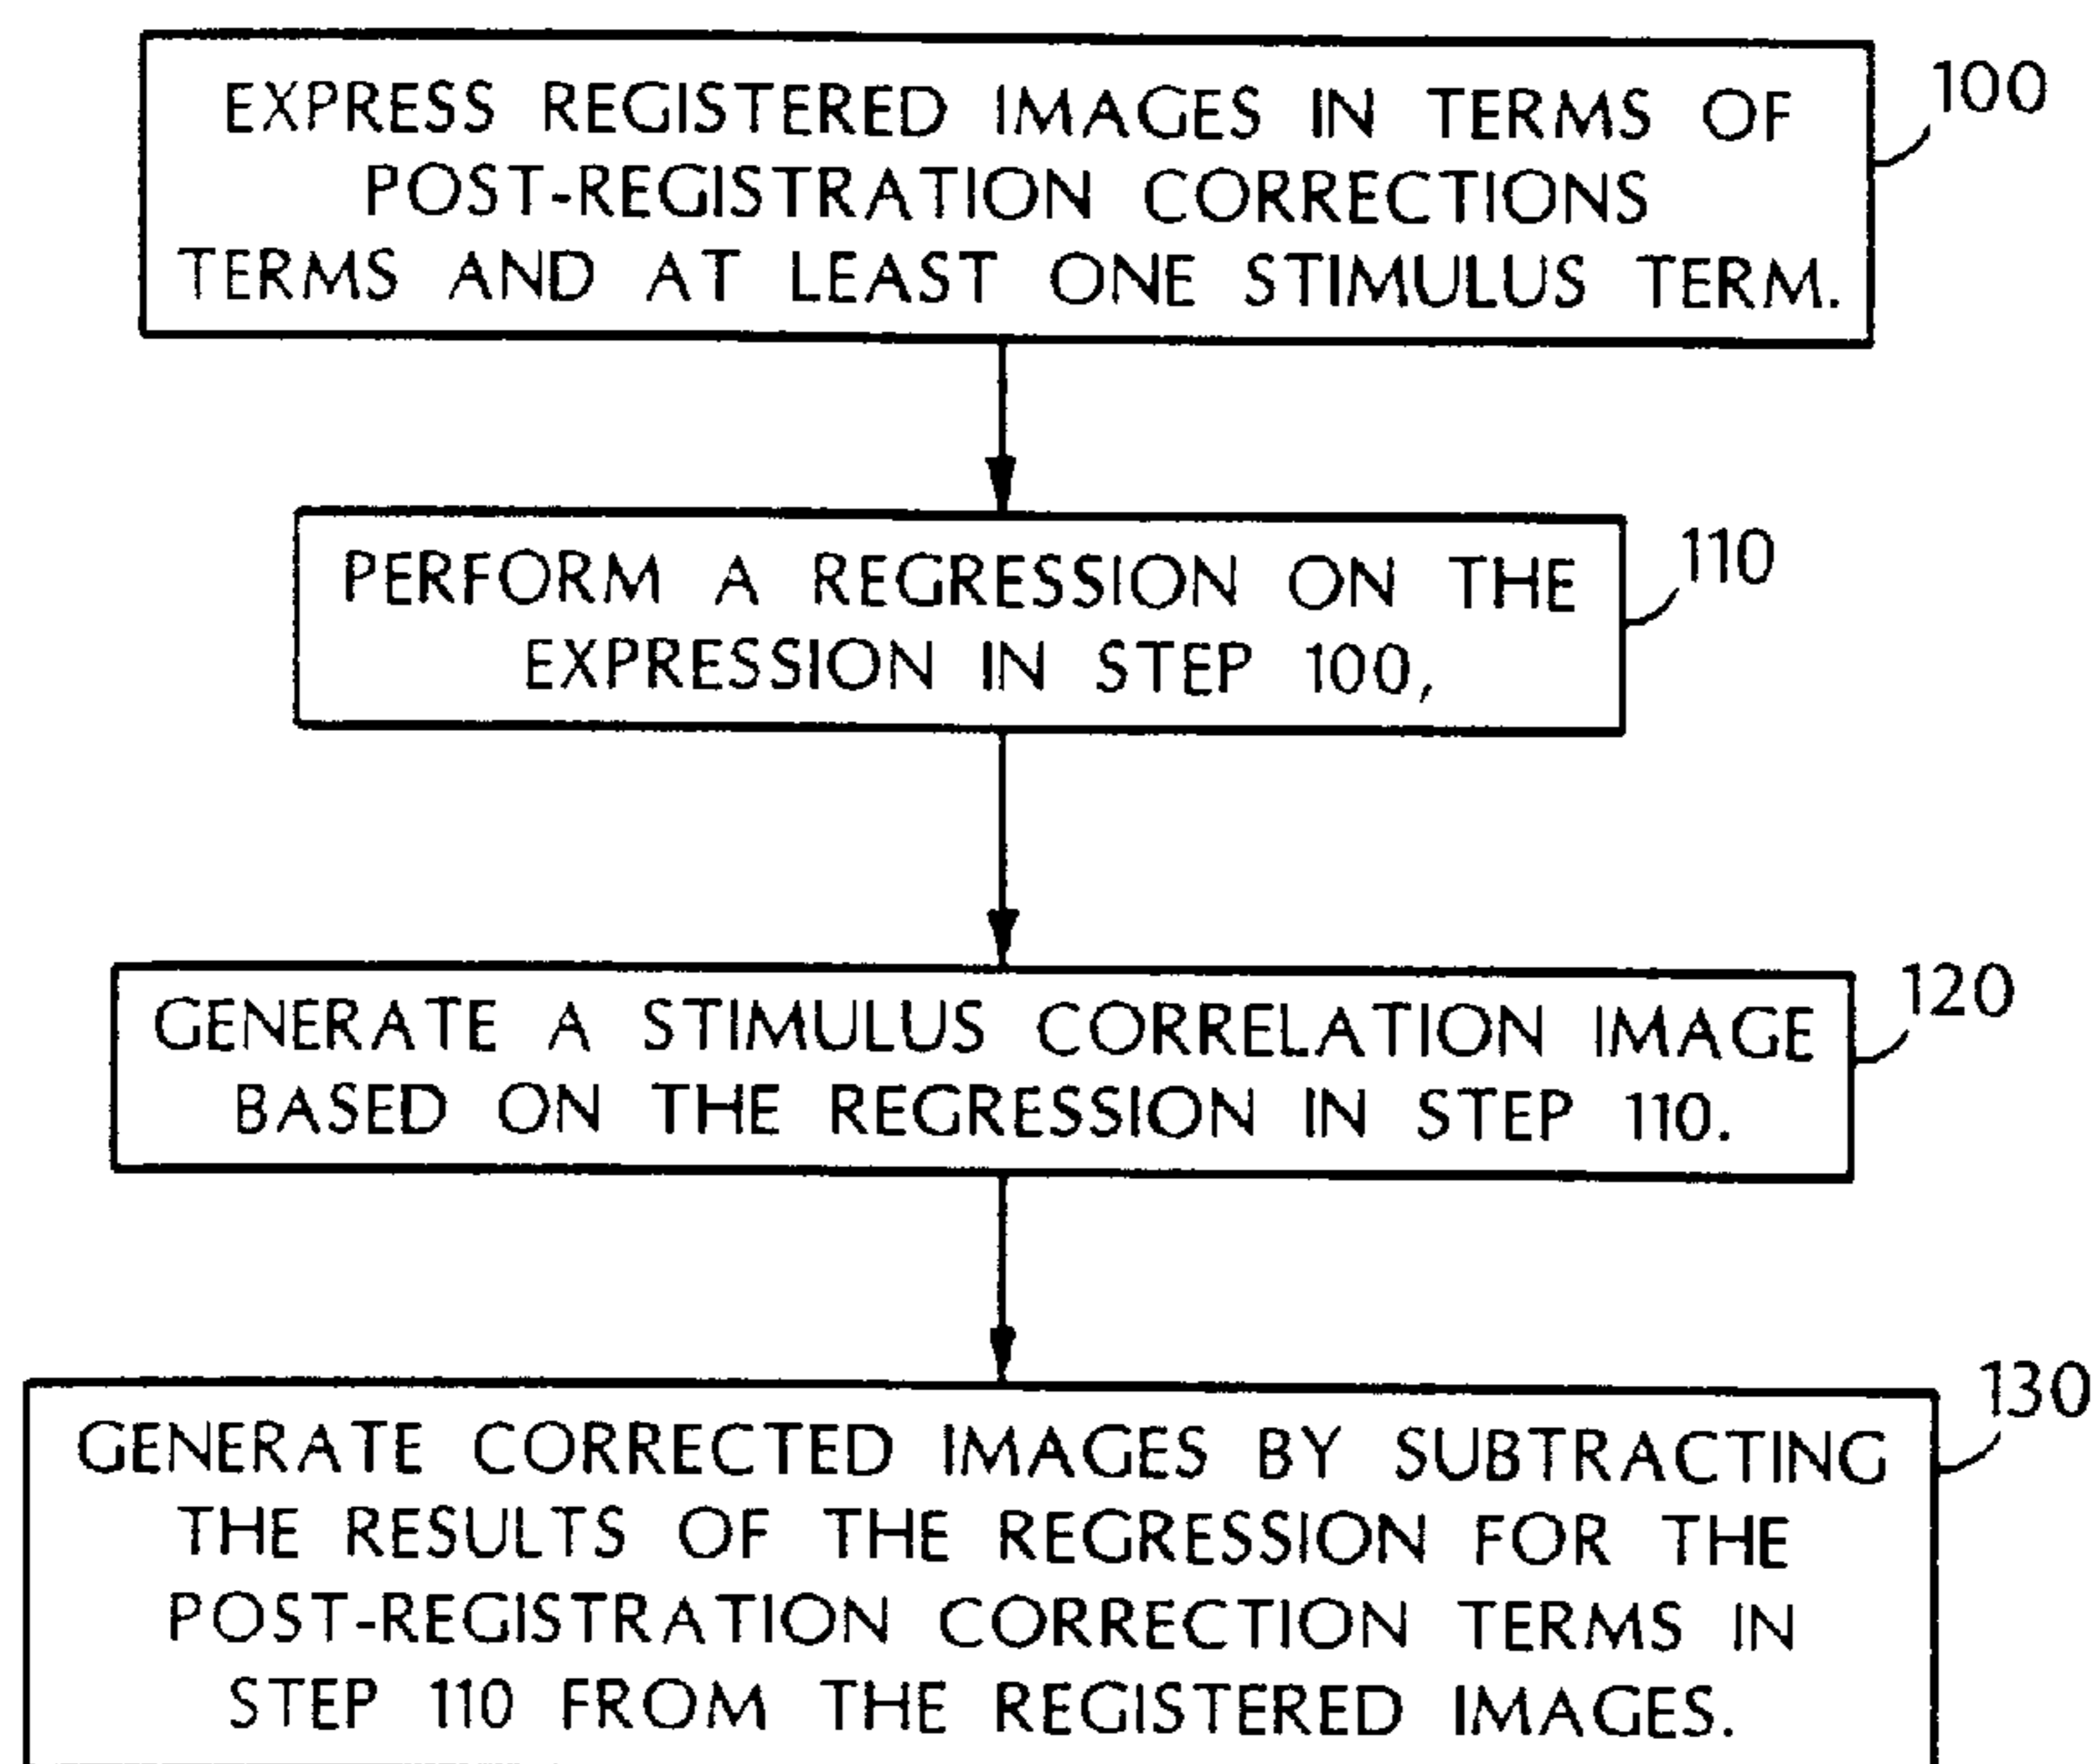 EXPRESS REGISTERED IMAGES IN TERMS OF
POST-REGISTRATION CORRECTIONS
TERMS AND AT LEAST ONE STIMULUS TERM.
100
PERFORM A REGRESSION ON THE
EXPRESSION IN STEP 100,
110
GENERATE A STIMULUS CORRELATION IMAGE
BASED ON THE REGRESSION IN STEP 110.
120
GENERATE CORRECTED IMAGES BY SUBTRACTING
THE RESULTS OF THE REGRESSION FOR THE
POST-REGISTRATION CORRECTION TERMS IN
STEP 110 FROM THE REGISTERED IMAGES.
130